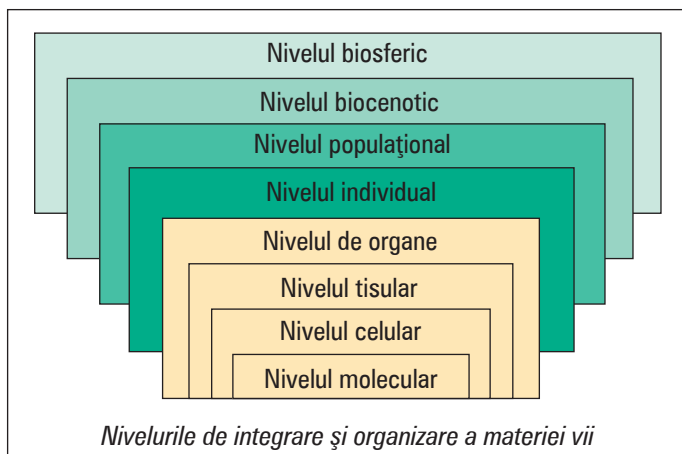 Nivelul biosferic
Nivelul biocenotic
Nivelul populaţional
Nivelul individual
Nivelul de organe
Nivelul tisular
Nivelul celular
Nivelul molecular
Nivelurile de integrare şi organizare a materiei vii